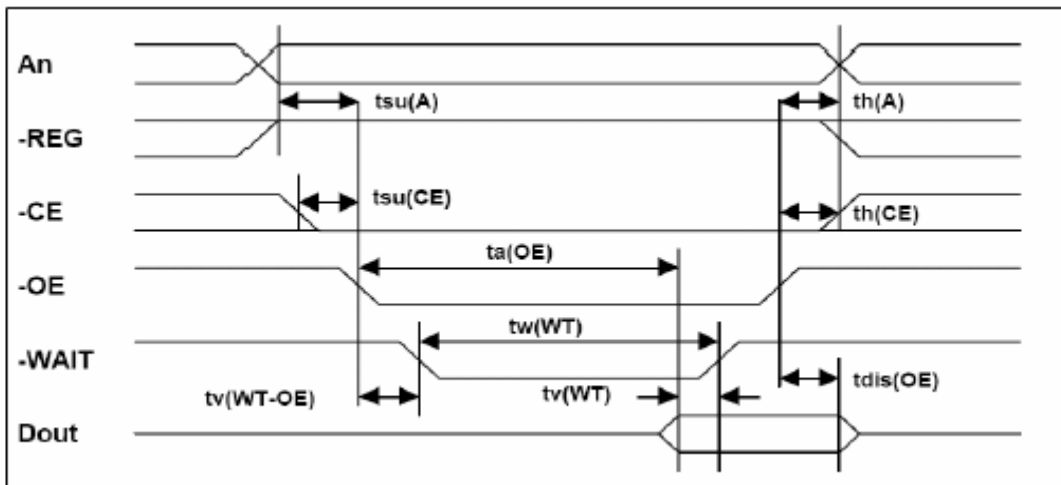 An
tsu(A)
th(A)
-REG
-CE
tsu(CE)
th(CE)
ta(OE)
-OE
tw(WT)
-WAIT
tv(WT-OE)
tv(WT)
tdis(OE)
Dout